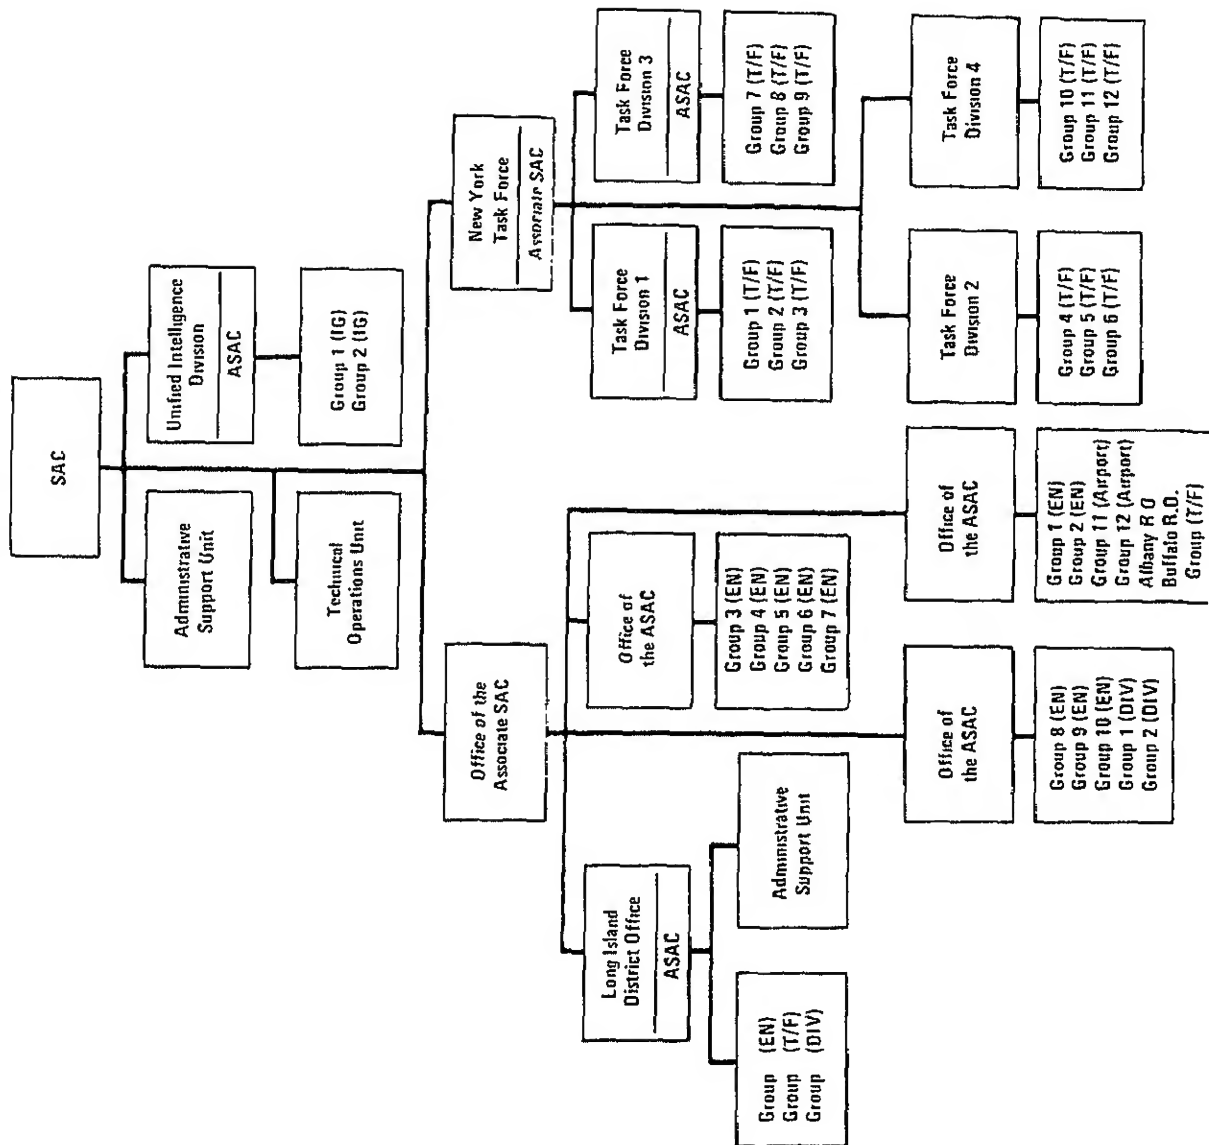 SAC
Administrative
Support Unit
Unified Intelligence
Division
ASAC
Technical
Operations Unit
Group 1 (IG)
Group 2 (IG)
Office of the
Associate SAC
New York
Task Force
Associate SAC
Long Island
District Office
ASAC
Office of
the ASAC
Task Force
Division 1
ASAC
Task Force
Division 3
ASAC
Group (EN)
Group (T/F)
Group (DIV)
Administrative
Support Unit
Group 3 (EN)
Group 4 (EN)
Group 5 (EN)
Group 6 (EN)
Group 7 (EN)
Group 1 (T/F)
Group 2 (T/F)
Group 3 (T/F)
Group 7 (T/F)
Group 8 (T/F)
Group 9 (T/F)
Office of
the ASAC
Office of
the ASAC
Task Force
Division 2
Task Force
Division 4
Group 8 (EN)
Group 9 (EN)
Group 10 (EN)
Group 1 (DIV)
Group 2 (DIV)
Group 1 (EN)
Group 2 (EN)
Group 11 (Airport)
Group 12 (Airport)
Albany R O
Buffalo R.O.
Group (T/F)
Group 4 (T/F)
Group 5 (T/F)
Group 6 (T/F)
Group 10 (T/F)
Group 11 (T/F)
Group 12 (T/F)